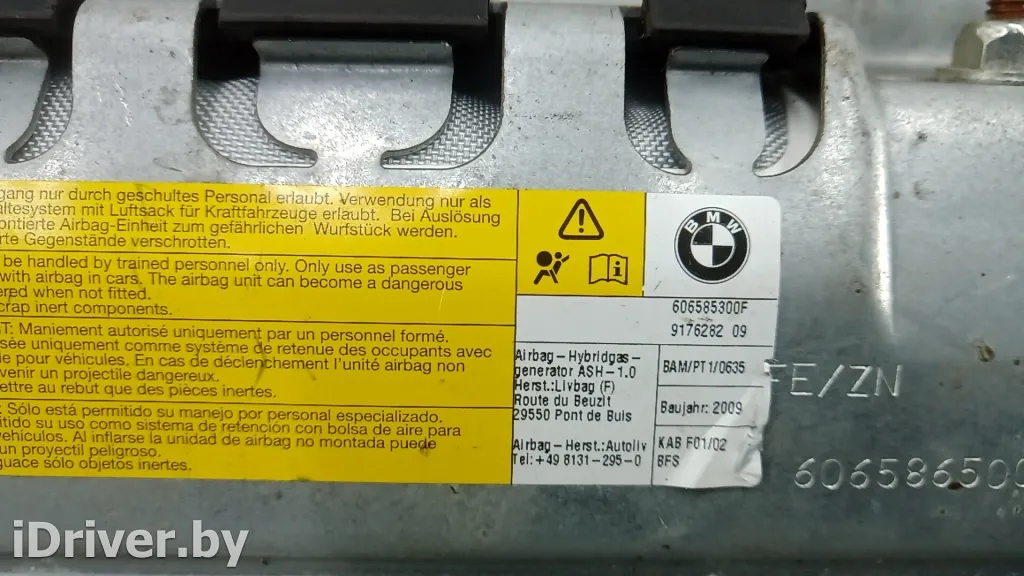 gang nur durch geschultes Personal erlaubt. Verwendung nur als
altesystem mit Luftsack für Kraftfahrzeuge erlaubt. Bei Auslösung
ontierte Airbag-Einheit zum gefährlichen Wurfstück werden.
rte Gegenstände verschrotten.
be handled by trained personnel only. Only use as passenger
with airbag in cars. The airbag unit can become a dangerous
ered when not fitted.
crap inert components.
T: Maniement autorisé uniquement par un personnel formé.
sée uniquement comme système de retenue des occupants avec
ie pour véhicules. En cas de déclenchement l'unité airbag non
venir un projectile dangereux.
ettre au rebut que des pièces inertes.
: Sólo está permitido su manejo por personal especializado.
itido su uso como sistema de retención con bolsa de aire para
vehículos. Al inflarse la unidad de airbag no montada puede
un proyectil peligroso.
guace sólo objetos inertes.
BMW
606585300F
9176282 09
Airbag-Hybridgas-
generator ASH-1.0
Herst.:Livbag (F)
Route du Beuzit
29550 Pont de Buis
Airbag-Herst.:Autoliv
Tel:+49 8131-295-0
BAM/PT1/0635
Baujahr: 2009
KAB F01/02
BFS
FE/ZN
606586500
iDriver.by